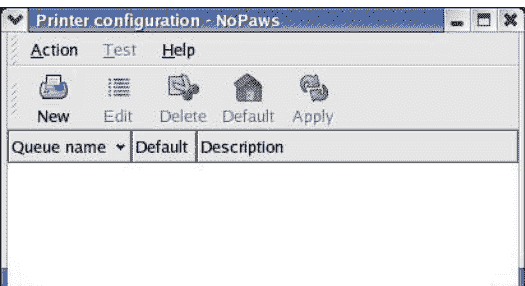 Printer configuration - NoPaws
Action Test Help
New Edit Delete Default Apply
Queue name Default Description